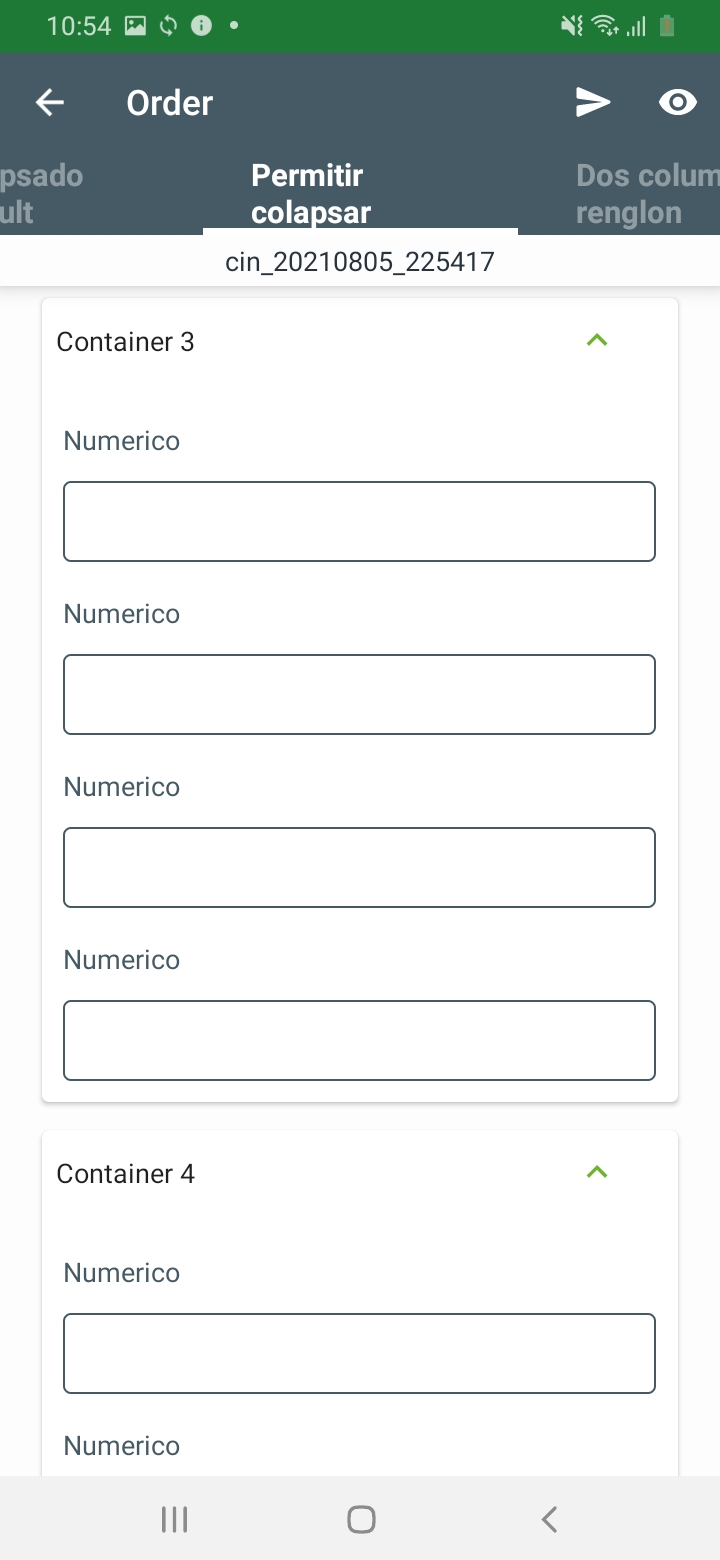 10:54
Order
psado
ult
Permitir
colapsar
Dos colum
renglon
cin_20210805_225417
Container 3
Numerico
Numerico
Numerico
Numerico
Container 4
Numerico
Numerico